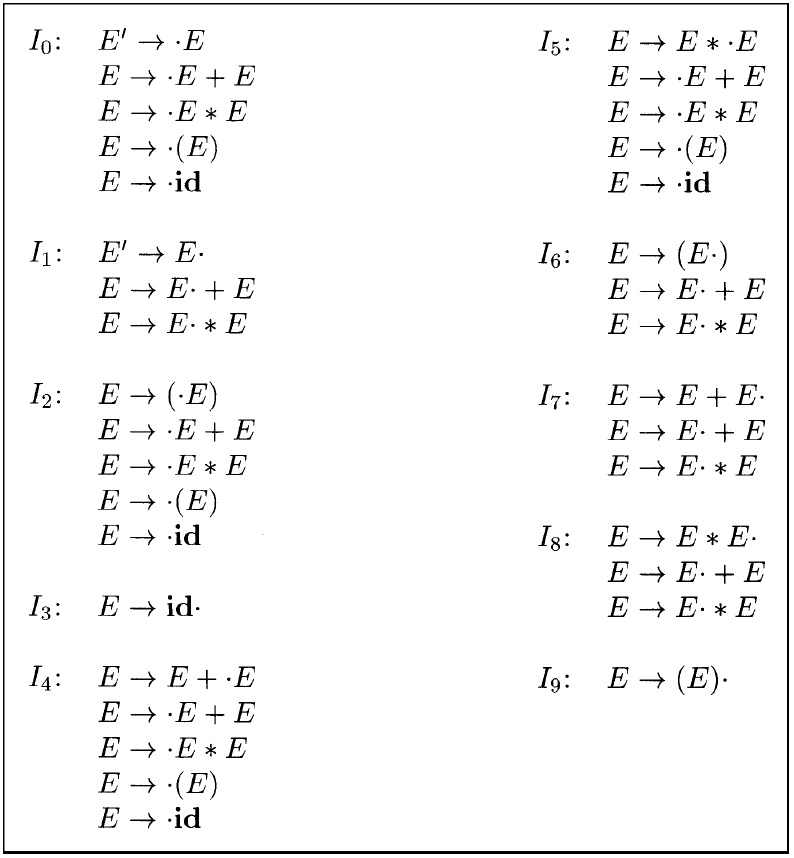 I₀: E′ → ·E
E → ·E + E
E → ·E ∗ E
E → ·(E)
E → ·id
I₁: E′ → E·
E → E· + E
E → E· ∗ E
I₂: E → (·E)
E → ·E + E
E → ·E ∗ E
E → ·(E)
E → ·id
I₃: E → id·
I₄: E → E + ·E
E → ·E + E
E → ·E ∗ E
E → ·(E)
E → ·id
I₅: E → E ∗ ·E
E → ·E + E
E → ·E ∗ E
E → ·(E)
E → ·id
I₆: E → (E·)
E → E· + E
E → E· ∗ E
I₇: E → E + E·
E → E· + E
E → E· ∗ E
I₈: E → E ∗ E·
E → E· + E
E → E· ∗ E
I₉: E → (E)·